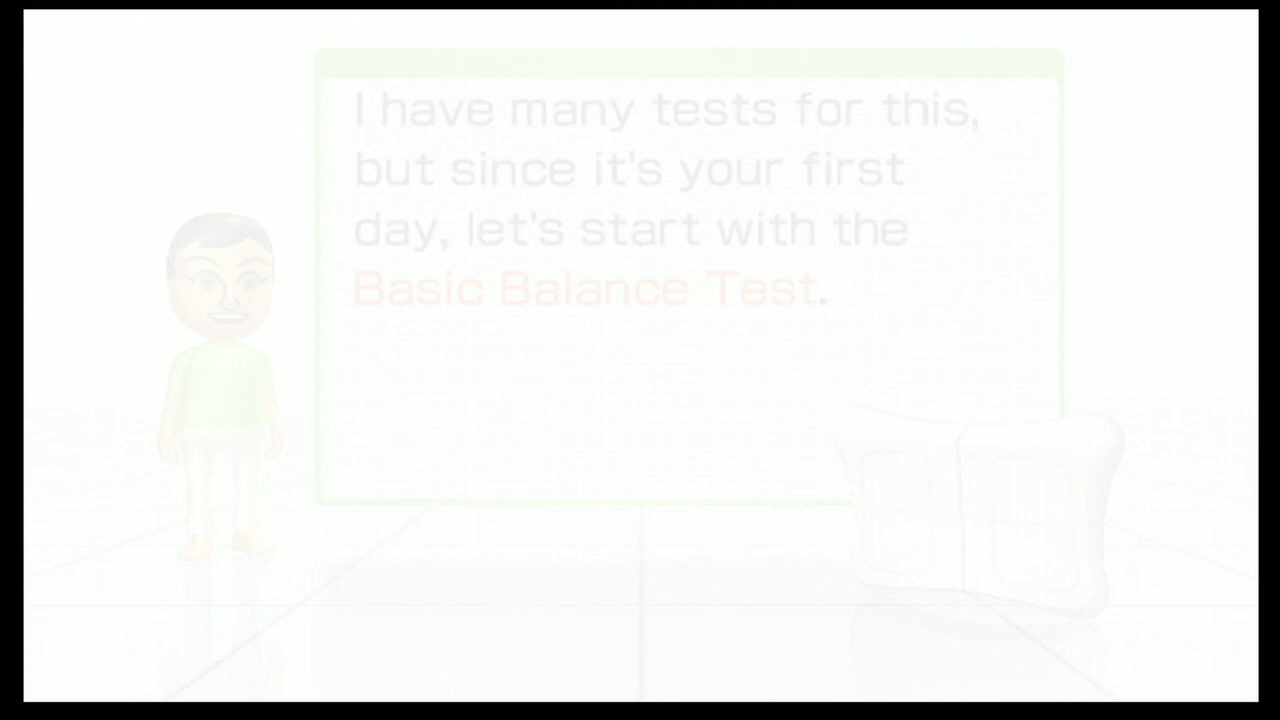 I have many tests for this,
but since it's your first
day, let's start with the
Basic Balance Test.